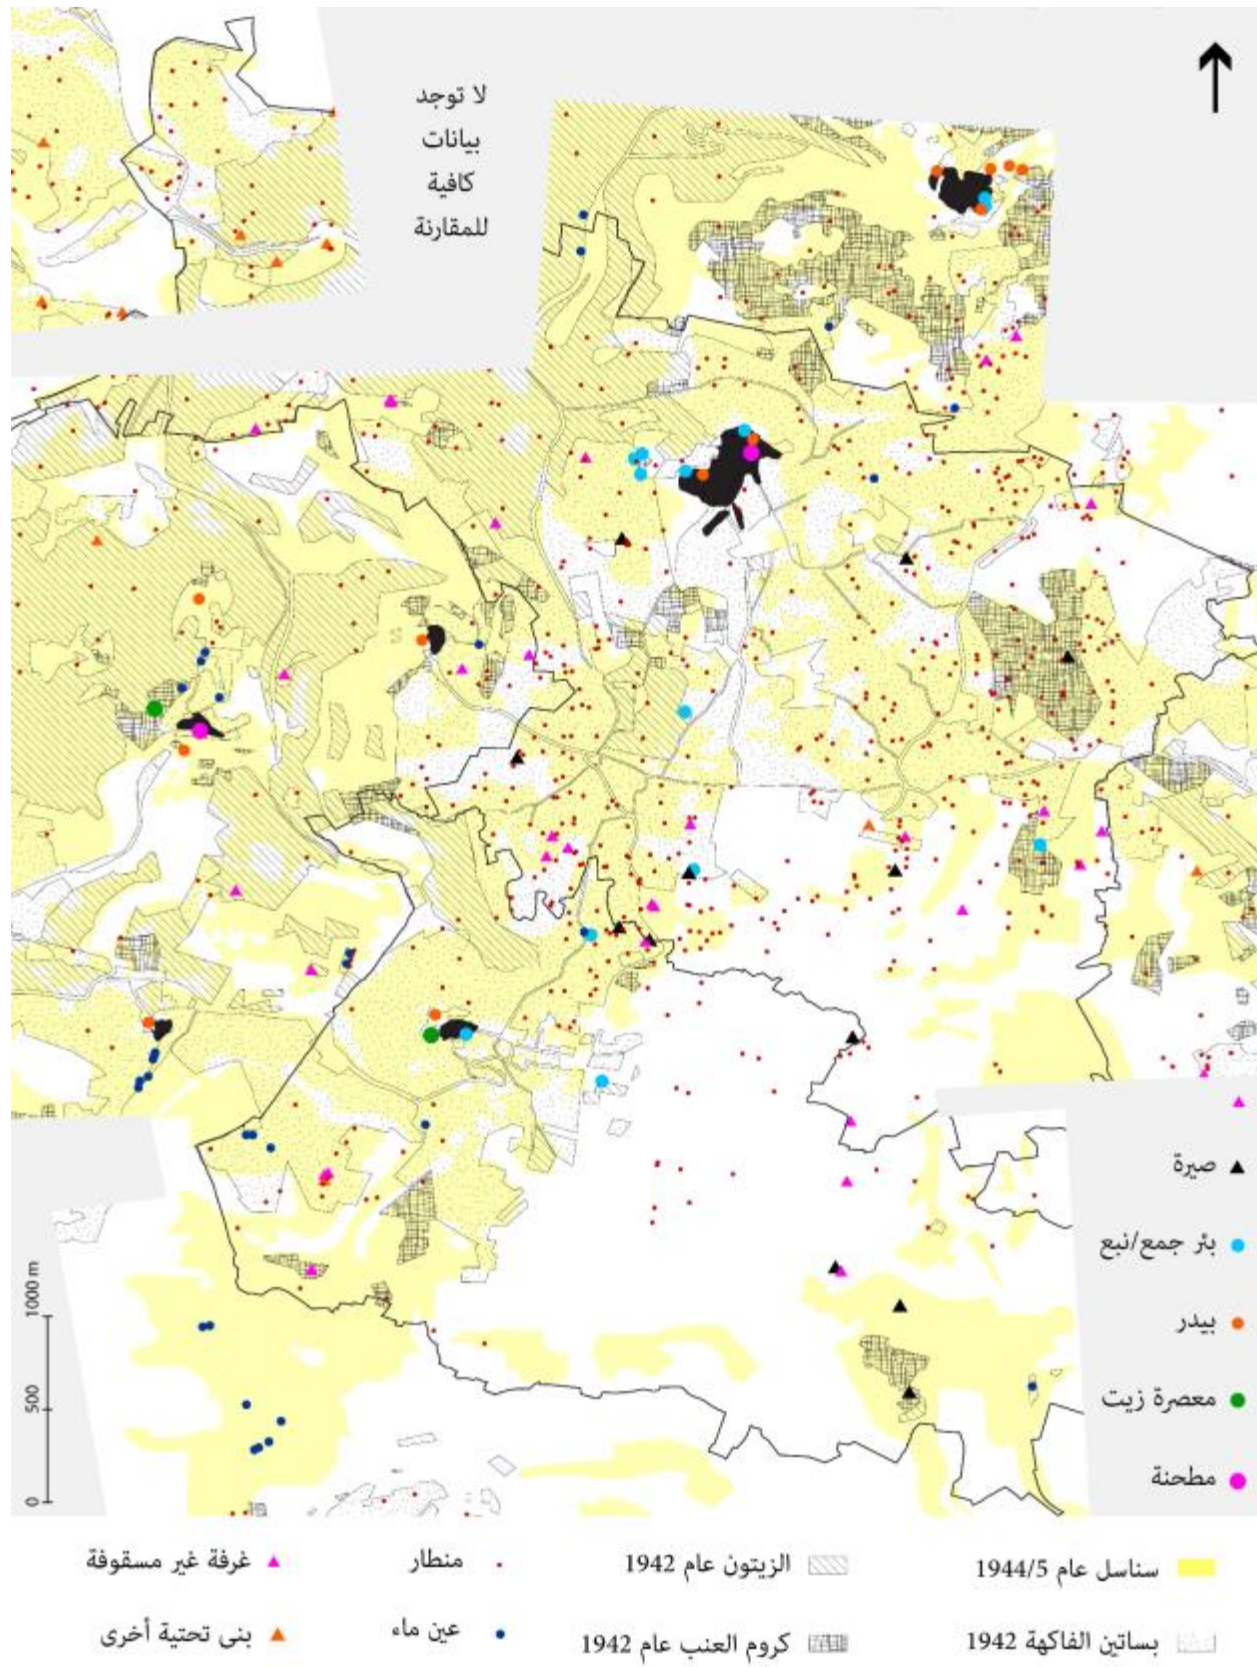 لا توجد
بيانات
كافية
للمقارنة
صيرة
بئر جمع/نبع
بيدر
معصرة زيت
مطحنة
1000 m
500
0
سناسل عام 1944/5
الزيتون عام 1942
منطار
غرفة غير مسقوفة
بساتين الفاكهة 1942
كروم العنب عام 1942
عين ماء
بنى تحتية أخرى